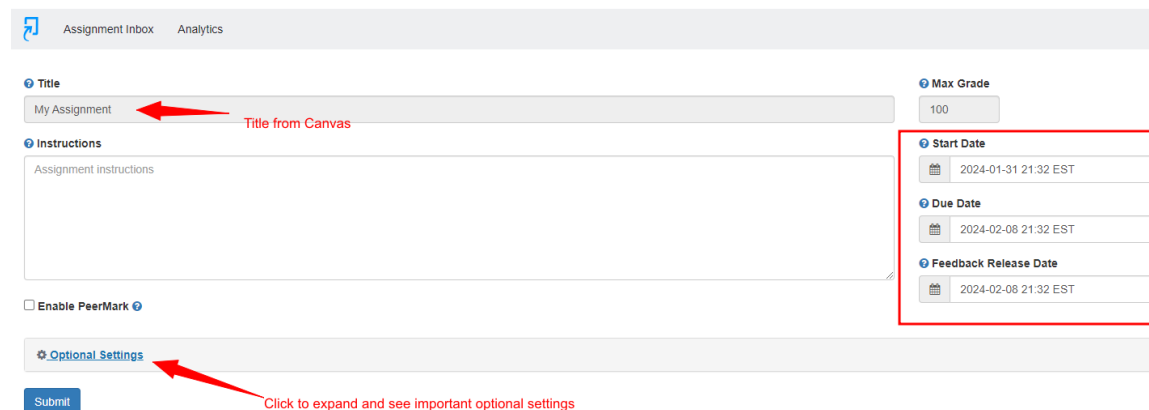 Assignment Inbox Analytics
Title
My Assignment
Title from Canvas
Instructions
Assignment instructions
Enable PeerMark
Optional Settings
Submit
Click to expand and see important optional settings
Max Grade
100
Start Date
2024-01-31 21:32 EST
Due Date
2024-02-08 21:32 EST
Feedback Release Date
2024-02-08 21:32 EST